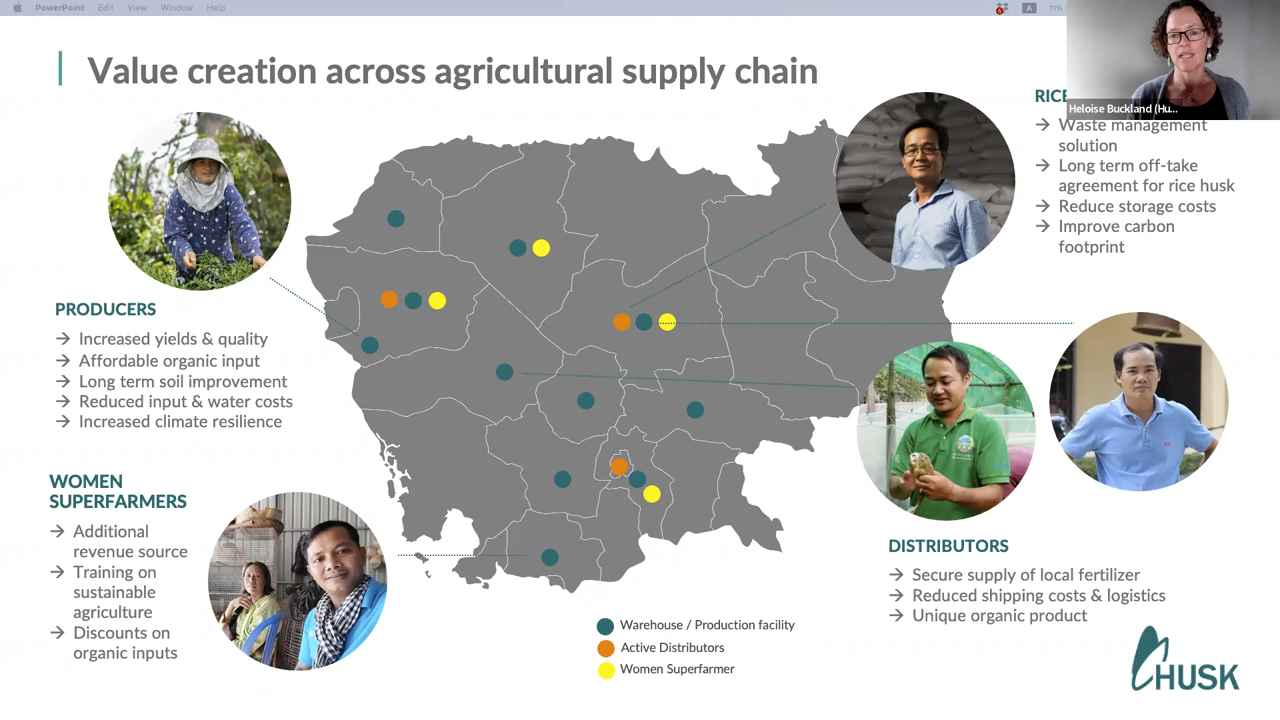 PowerPoint Edit View Window Help
A 11%
Value creation across agricultural supply chain
Heloise Buckland (Hu...
RICE
→ Waste management
solution
→ Long term off-take
agreement for rice husk
→ Reduce storage costs
→ Improve carbon
footprint
PRODUCERS
→ Increased yields & quality
→ Affordable organic input
→ Long term soil improvement
→ Reduced input & water costs
→ Increased climate resilience
WOMEN
SUPERFARMERS
→ Additional
revenue source
→ Training on
sustainable
agriculture
→ Discounts on
organic inputs
DISTRIBUTORS
→ Secure supply of local fertilizer
→ Reduced shipping costs & logistics
→ Unique organic product
Warehouse / Production facility
Active Distributors
Women Superfarmer
HUSK